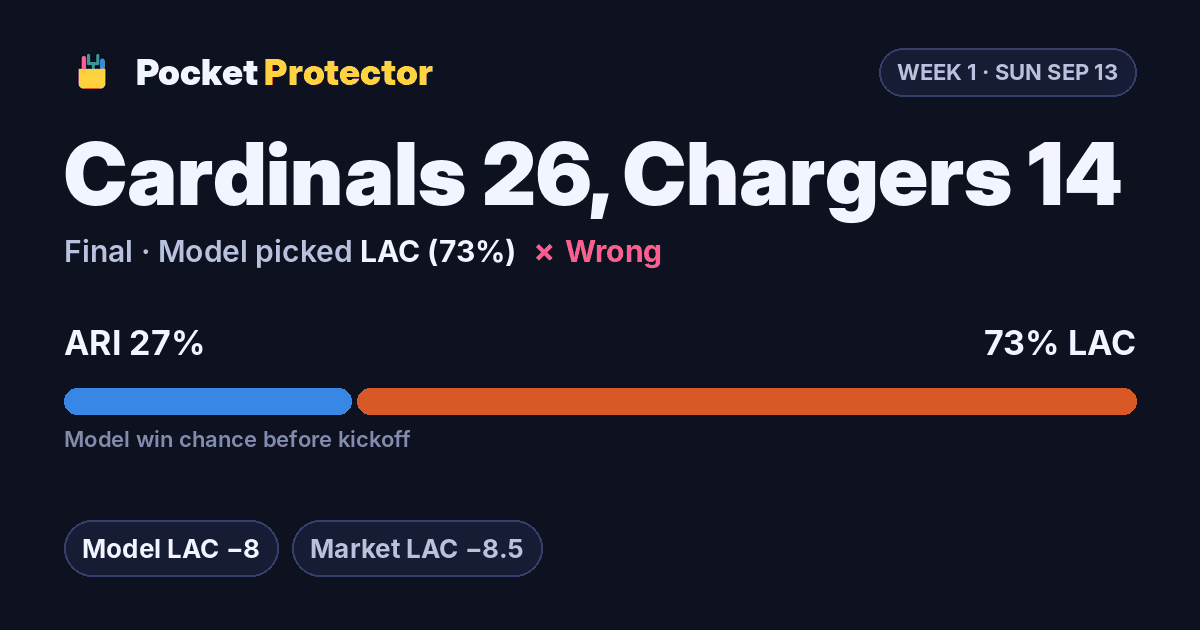 Pocket Protector
WEEK 1 · SUN SEP 13
Cardinals 26, Chargers 14
Final · Model picked LAC (73%) × Wrong
ARI 27%
73% LAC
Model win chance before kickoff
Model LAC −8
Market LAC −8.5